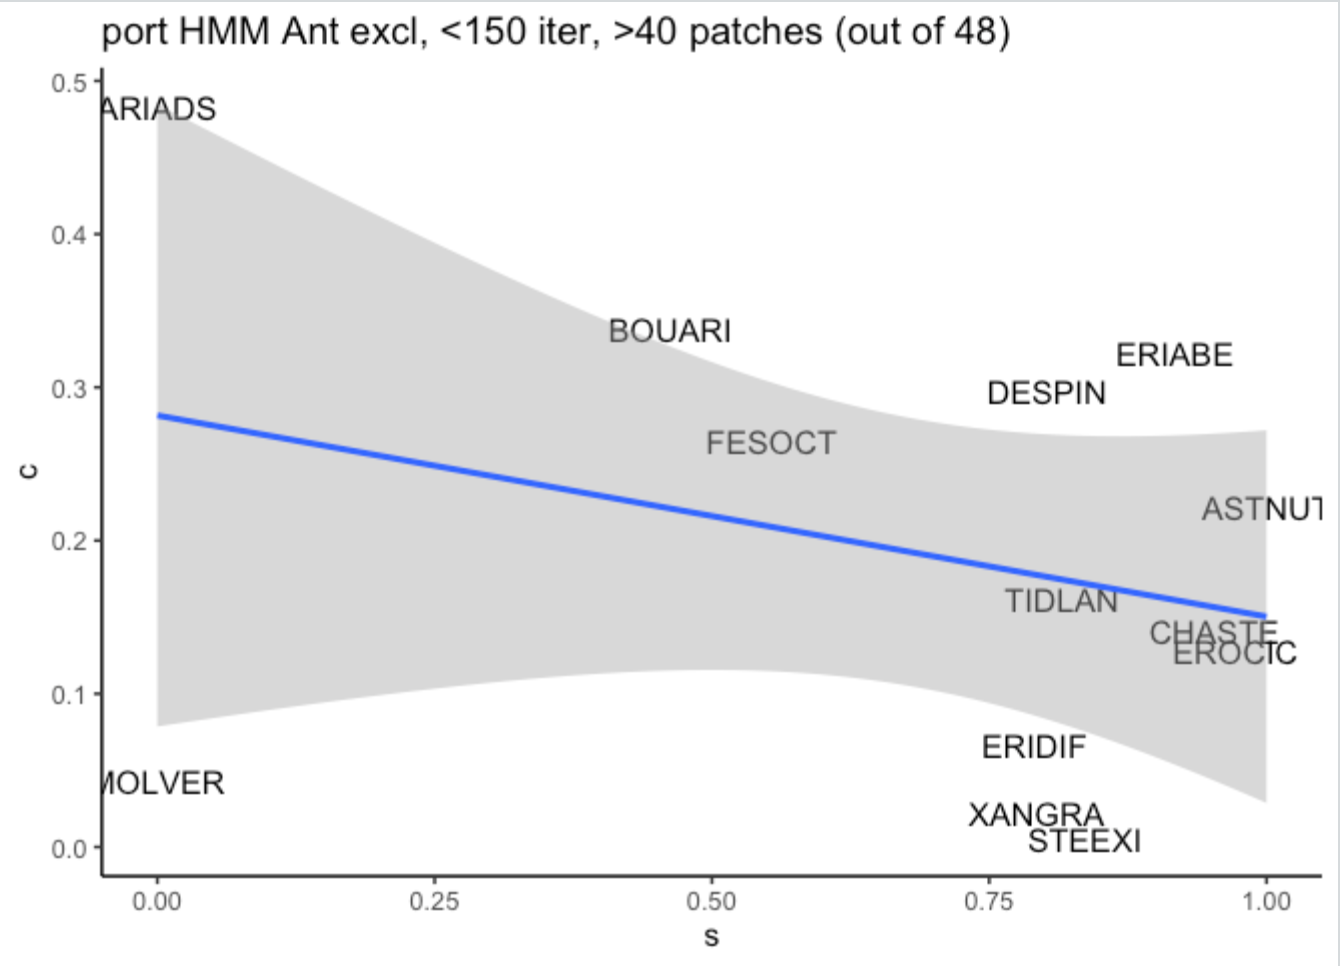 port HMM Ant excl, <150 iter, >40 patches (out of 48)
0.5
ARIADS
0.4
BOUARI
ERIABE
0.3
DESPIN
FESOCT
c
ASTNUT
0.2
TIDLAN
CHASTE
EROCIC
0.1
ERIDIF
MOLVER
XANGRA
STEEXI
0.0
0.00 0.25 0.50 0.75 1.00
s